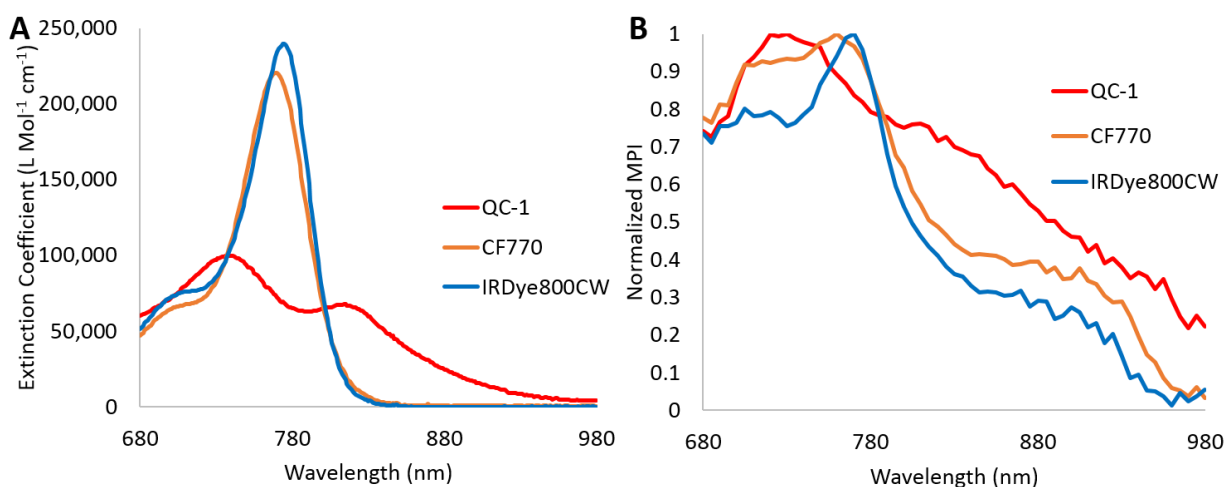 A
Extinction Coefficient (L Mol-1 cm-1)
250,000
200,000
150,000
100,000
50,000
0
680
780
880
980
Wavelength (nm)
QC-1
CF770
IRDye800CW
B
Normalized MPI
1
0.9
0.8
0.7
0.6
0.5
0.4
0.3
0.2
0.1
0
680
780
880
980
Wavelength (nm)
QC-1
CF770
IRDye800CW